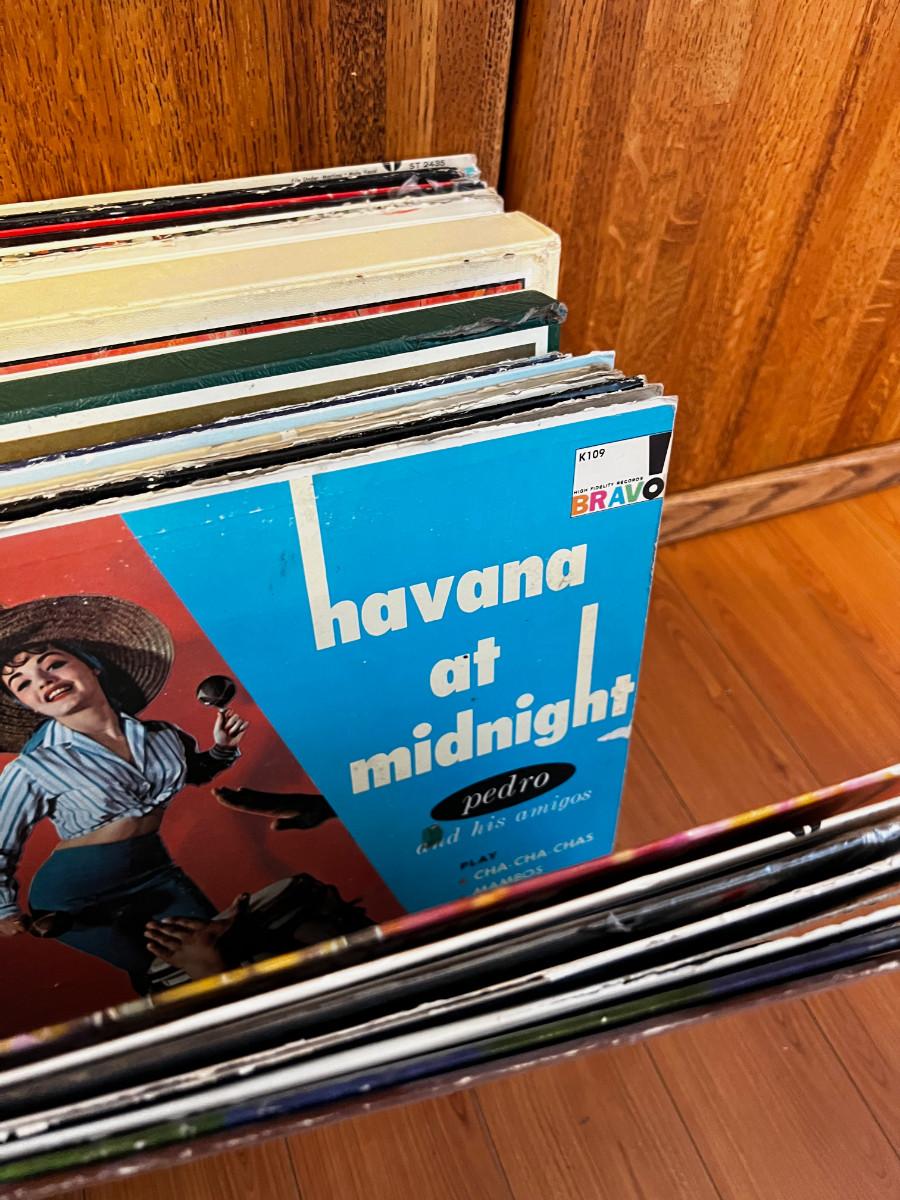 ST 2435
K109
HIGH FIDELITY RECORDS
BRAVO
havana
at
midnight
pedro
and his amigos
PLAY
CHA-CHA-CHAS
MAMBOS